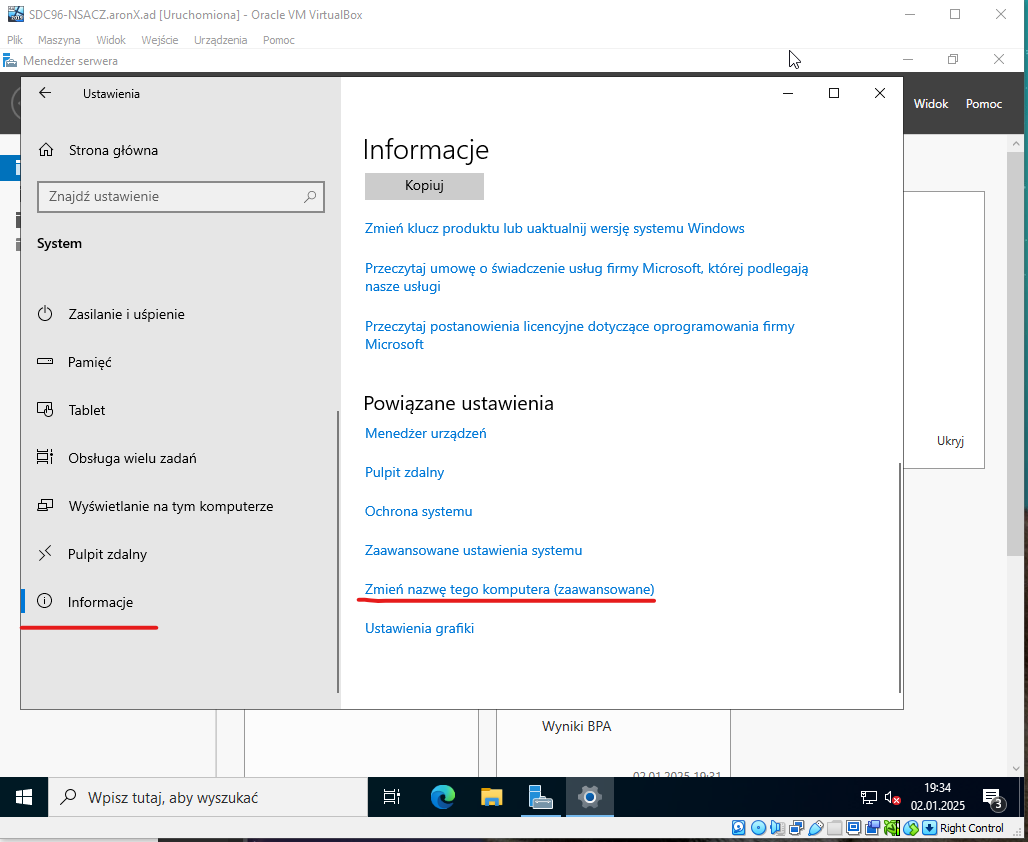 SDC96-NSACZ.aronX.ad [Uruchomiona] - Oracle VM VirtualBox
Plik Maszyna Widok Wejście Urządzenia Pomoc
Menedżer serwera
Ustawienia
Widok Pomoc
Strona główna
Znajdź ustawienie
System
Zasilanie i uśpienie
Pamięć
Tablet
Obsługa wielu zadań
Wyświetlanie na tym komputerze
Pulpit zdalny
Informacje
Informacje
Kopiuj
Zmień klucz produktu lub uaktualnij wersję systemu Windows
Przeczytaj umowę o świadczenie usług firmy Microsoft, której podlegają
nasze usługi
Przeczytaj postanowienia licencyjne dotyczące oprogramowania firmy
Microsoft
Powiązane ustawienia
Menedżer urządzeń
Pulpit zdalny
Ochrona systemu
Zaawansowane ustawienia systemu
Zmień nazwę tego komputera (zaawansowane)
Ustawienia grafiki
Ukryj
Wyniki BPA
02.01.2025 19:31
Wpisz tutaj, aby wyszukać
19:34
02.01.2025
3
Right Control